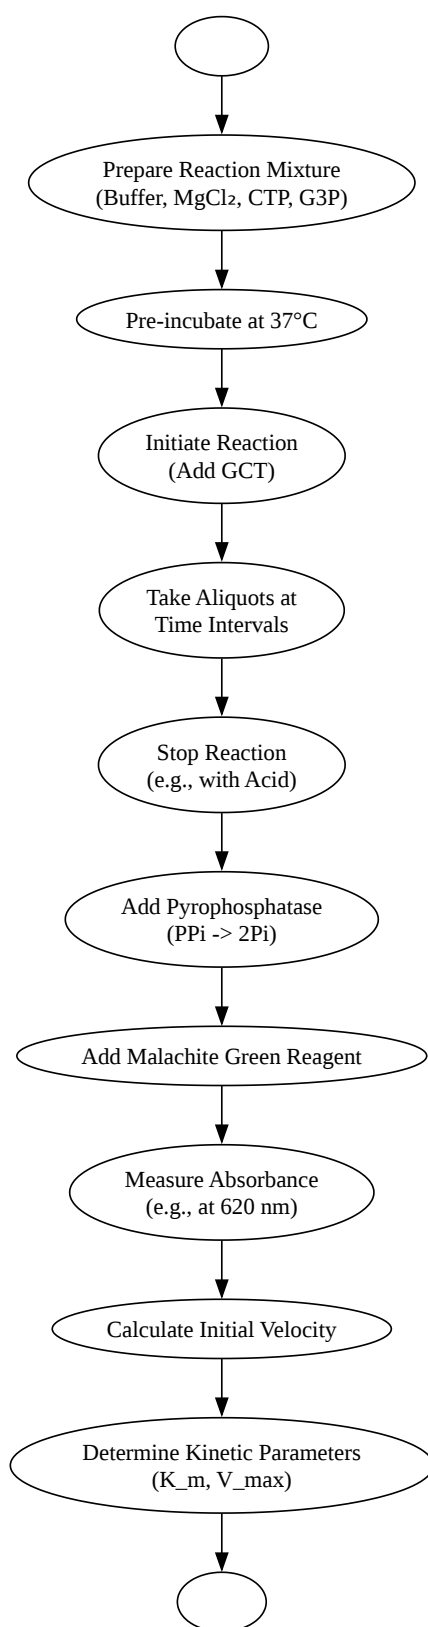 Prepare Reaction Mixture
(Buffer, MgCl₂, CTP, G3P)
Pre-incubate at 37°C
Initiate Reaction
(Add GCT)
Take Aliquots at
Time Intervals
Stop Reaction
(e.g., with Acid)
Add Pyrophosphatase
(PPi -> 2Pi)
Add Malachite Green Reagent
Measure Absorbance
(e.g., at 620 nm)
Calculate Initial Velocity
Determine Kinetic Parameters
(K_m, V_max)